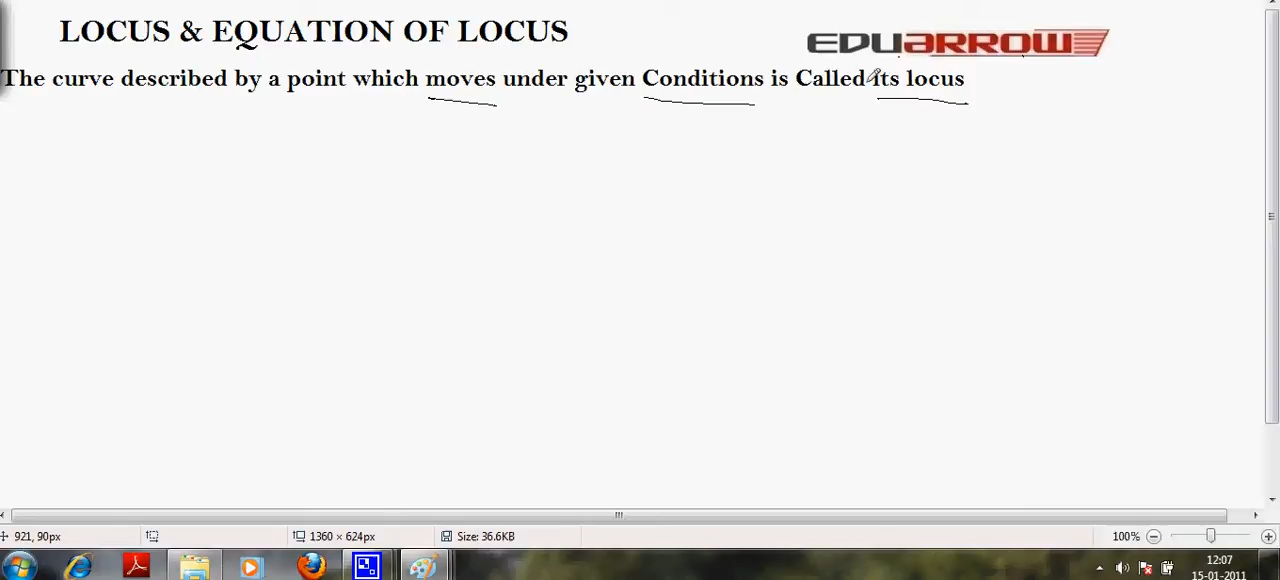 LOCUS & EQUATION OF LOCUS
EDUARROW
The curve described by a point which moves under given Conditions is Called its locus
921, 90px
1360 × 624px
Size: 36.6KB
100%
12:07
15-01-2011